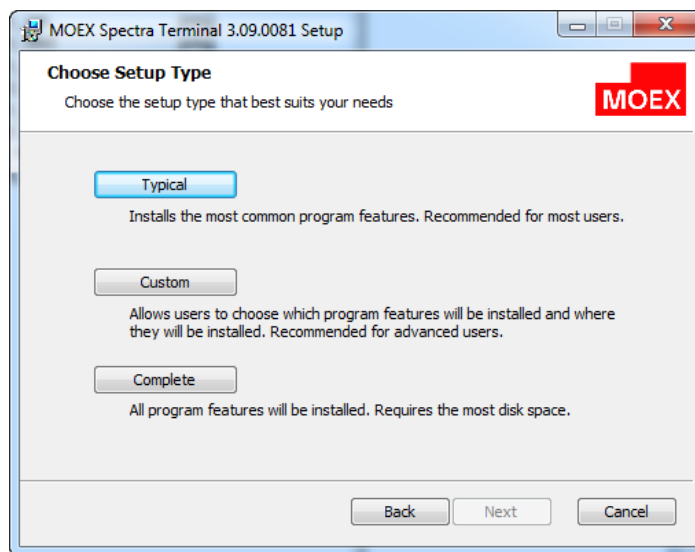 MOEX Spectra Terminal 3.09.0081 Setup
Choose Setup Type
Choose the setup type that best suits your needs
MOEX
Typical
Installs the most common program features. Recommended for most users.
Custom
Allows users to choose which program features will be installed and where
they will be installed. Recommended for advanced users.
Complete
All program features will be installed. Requires the most disk space.
Back
Next
Cancel